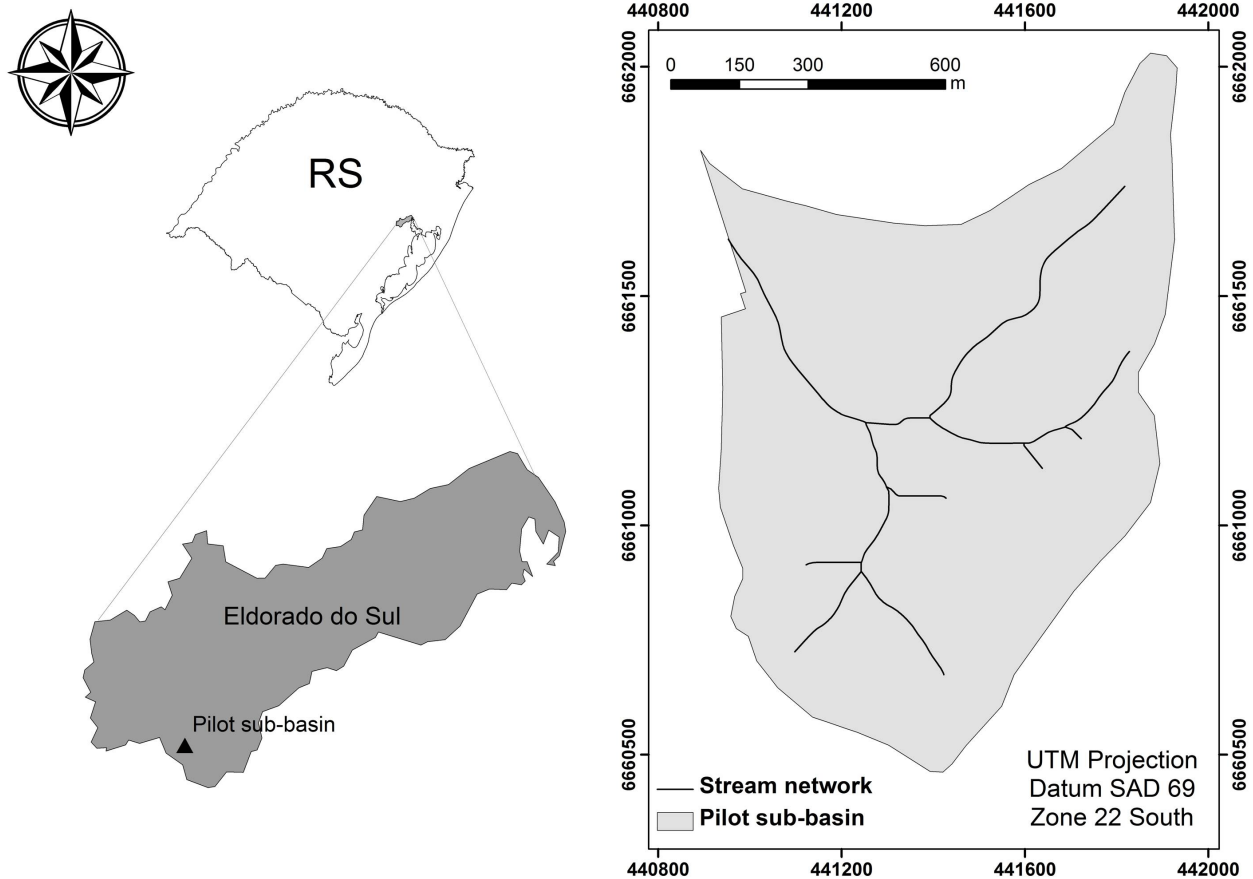 RS
Eldorado do Sul
Pilot sub-basin
440800 441200 441600 442000
0 150 300 600
m
6662000 6662000
6661500 6661500
6661000 6661000
6660500 6660500
UTM Projection
Datum SAD 69
Zone 22 South
Stream network
Pilot sub-basin
440800 441200 441600 442000